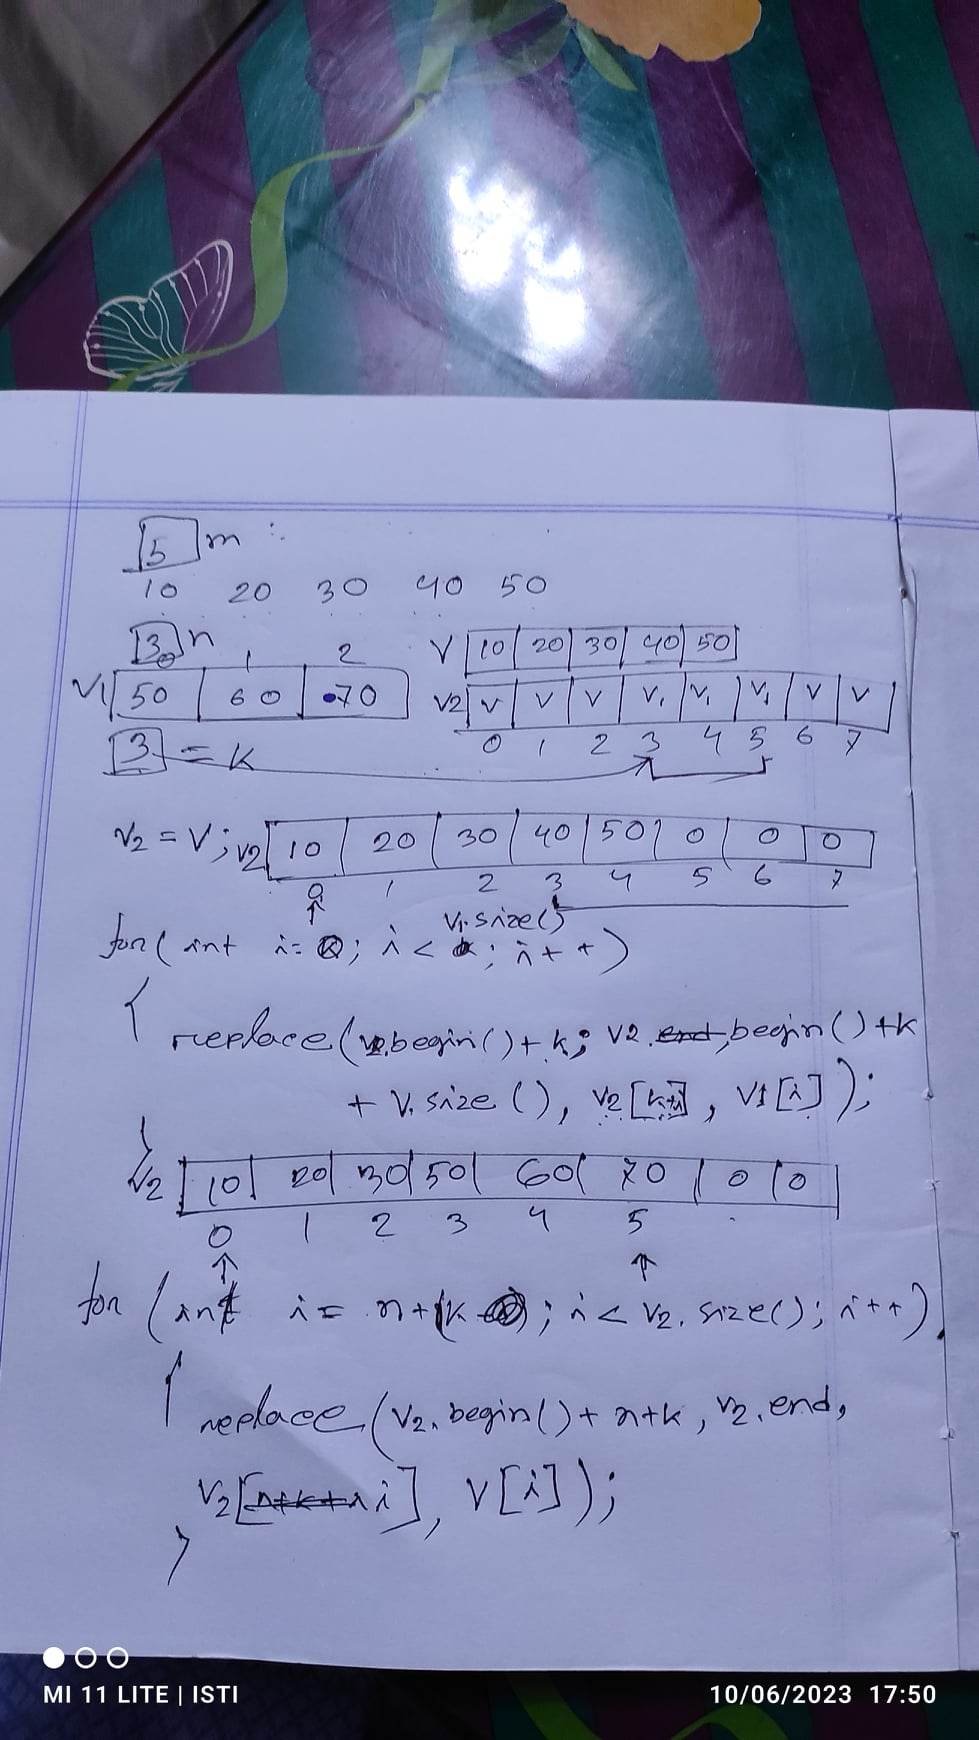 5 m :
10 20 30 40 50
3 n
0 1 2
V1 50 60 70
3 = k
V 10 20 30 40 50
V2 V V V V1 V1 V1 V V
0 1 2 3 4 5 6 7
V2 = V; V2 10 20 30 40 50 0 0 0
0 1 2 3 4 5 6 7
V1.size()
for( int i= 0; i < ; i++)
{
replace(V2.begin()+k; V2.end,begin()+k
+ V1.size(), V2[k+i], V1[i]);
}
V2 10 20 30 50 60 70 0 0
0 1 2 3 4 5
for (int i= n+(k ); i < V2.size(); i++)
{
replace(V2.begin()+n+k, V2.end,
V2[n+k+i i], V[i]);
}
MI 11 LITE | ISTI
10/06/2023 17:50